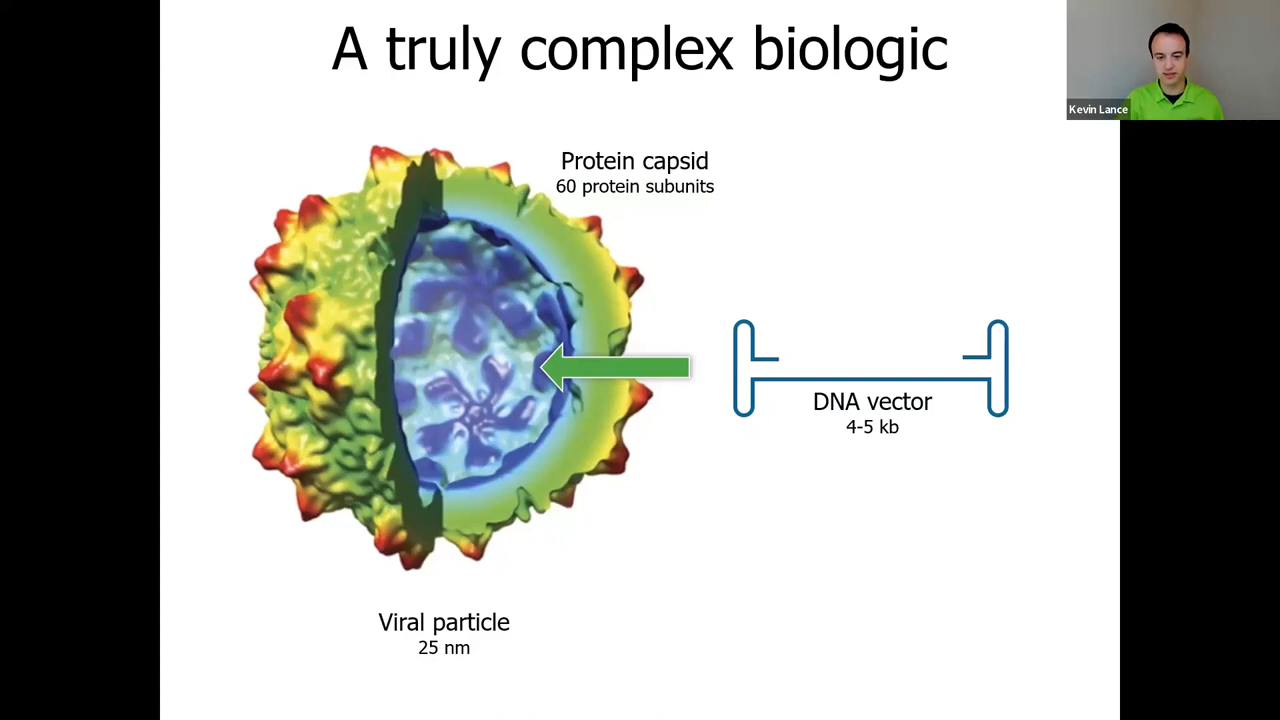 A truly complex biologic
Kevin Lance
Protein capsid
60 protein subunits
DNA vector
4-5 kb
Viral particle
25 nm